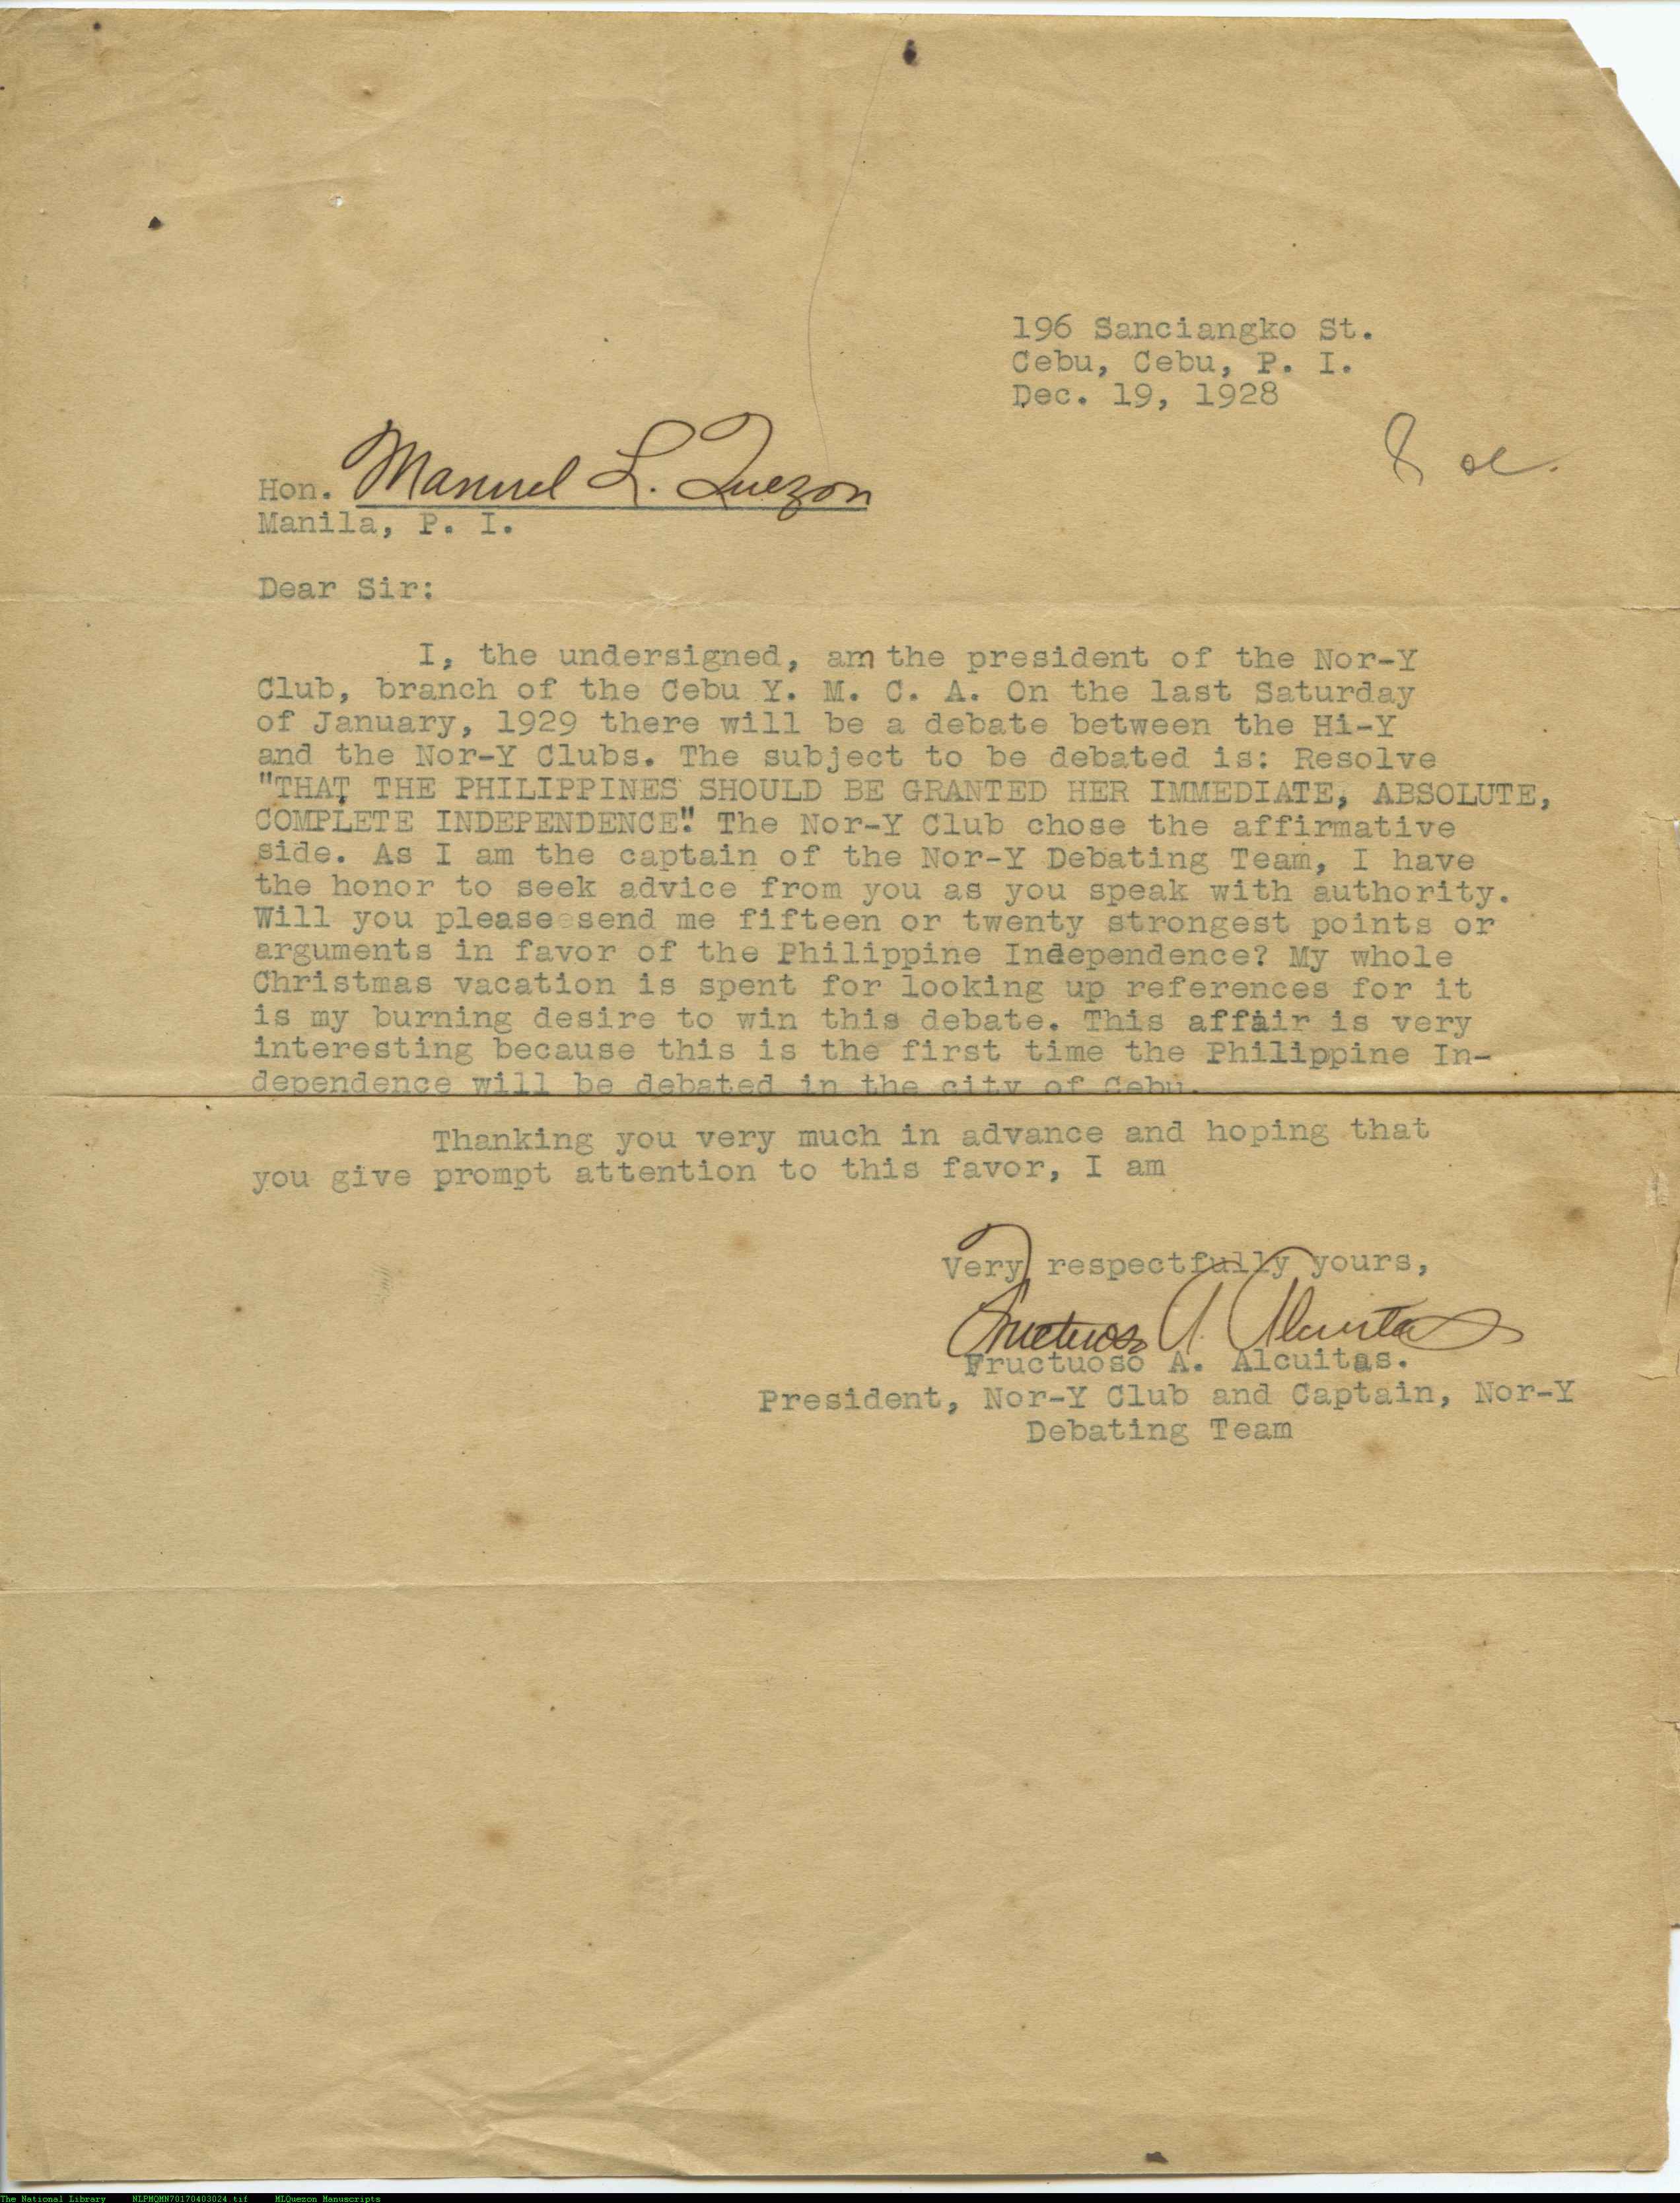 196 Sanciangko St.
Cebu, Cebu, P. I.
Dec. 19, 1928
Hon. Manuel L. Quezon
Manila, P. I.
Dear Sir:
I, the undersigned, am the president of the Nor-Y
Club, branch of the Cebu Y. M. C. A. On the last Saturday
of January, 1929 there will be a debate between the Hi-Y
and the Nor-Y Clubs. The subject to be debated is: Resolve
"THAT THE PHILIPPINES SHOULD BE GRANTED HER IMMEDIATE, ABSOLUTE,
COMPLETE INDEPENDENCE". The Nor-Y Club chose the affirmative
side. As I am the captain of the Nor-Y Debating Team, I have
the honor to seek advice from you as you speak with authority.
Will you please send me fifteen or twenty strongest points or
arguments in favor of the Philippine Independence? My whole
Christmas vacation is spent for looking up references for it
is my burning desire to win this debate. This affair is very
interesting because this is the first time the Philippine In-
dependence will be debated in the city of Cebu.
Thanking you very much in advance and hoping that
you give prompt attention to this favor, I am
Very respectfully yours,
Fructuoso A. Alcuitas
Fructuoso A. Alcuitas.
President, Nor-Y Club and Captain, Nor-Y
Debating Team
The National Library NLPMQMN70170403024.tif MLQuezon Manuscripts